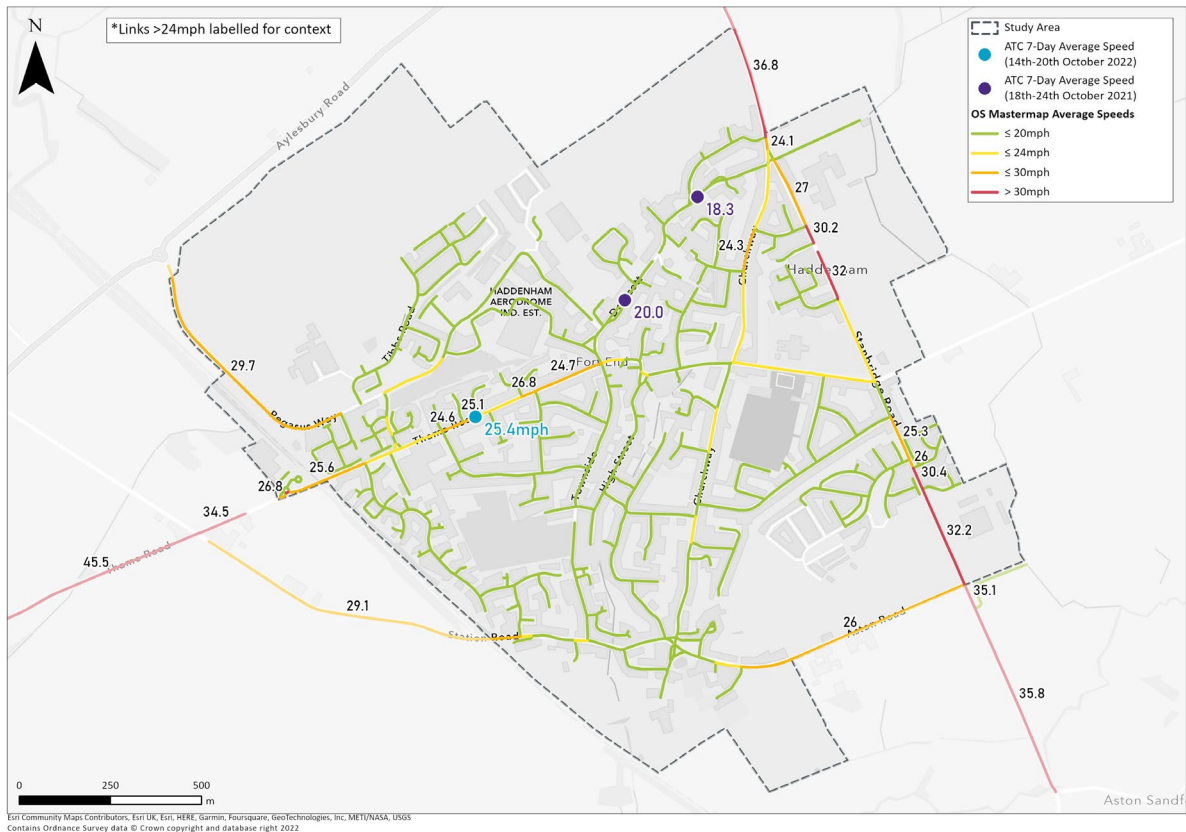 *Links >24mph labelled for context
N
Study Area
ATC 7-Day Average Speed
(14th-20th October 2022)
ATC 7-Day Average Speed
(18th-24th October 2021)
OS Mastermap Average Speeds
≤ 20mph
≤ 24mph
≤ 30mph
> 30mph
Aylesbury Road
36.8
24.1
27
18.3
30.2
24.3
Churchway
Haddenham
32
HADDENHAM
AERODROME
IND. EST.
20.0
Tibbs Road
Stanbridge Road
29.7
24.7
Fort End
26.8
Pegasus Way
25.1
24.6
25.4mph
Thame Road
25.3
25.6
26
26.8
30.4
Townside
High Street
Churchway
34.5
32.2
45.5
Thame Road
35.1
29.1
26
Aston Road
Station Road
35.8
0
250
500
m
Aston Sandf
Esri Community Maps Contributors, Esri UK, Esri, HERE, Garmin, Foursquare, GeoTechnologies, Inc, METI/NASA, USGS
Contains Ordnance Survey data © Crown copyright and database right 2022